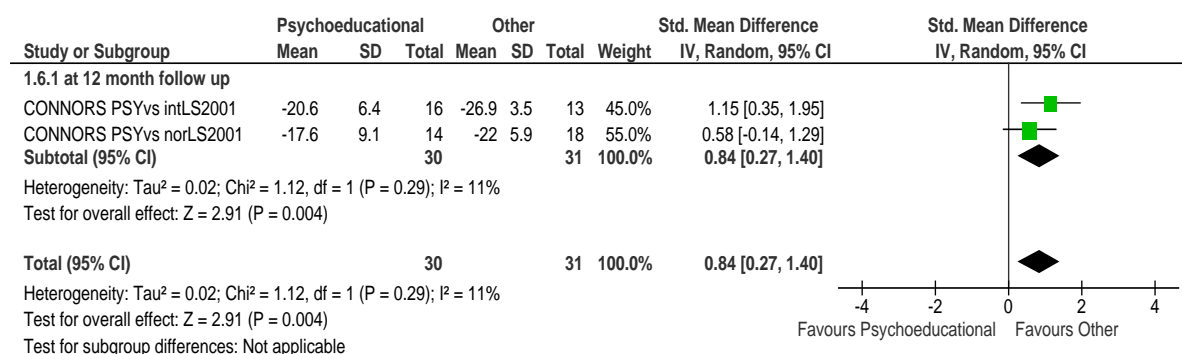 Psychoeducational Other Std. Mean Difference Std. Mean Difference
Study or Subgroup Mean SD Total Mean SD Total Weight IV, Random, 95% CI IV, Random, 95% CI
1.6.1 at 12 month follow up
CONNORS PSYvs intLS2001 -20.6 6.4 16 -26.9 3.5 13 45.0% 1.15 [0.35, 1.95]
CONNORS PSYvs norLS2001 -17.6 9.1 14 -22 5.9 18 55.0% 0.58 [-0.14, 1.29]
Subtotal (95% CI) 30 31 100.0% 0.84 [0.27, 1.40]
Heterogeneity: Tau² = 0.02; Chi² = 1.12, df = 1 (P = 0.29); I² = 11%
Test for overall effect: Z = 2.91 (P = 0.004)
Total (95% CI) 30 31 100.0% 0.84 [0.27, 1.40]
Heterogeneity: Tau² = 0.02; Chi² = 1.12, df = 1 (P = 0.29); I² = 11%
Test for overall effect: Z = 2.91 (P = 0.004)
Test for subgroup differences: Not applicable
-4 -2 0 2 4
Favours Psychoeducational Favours Other